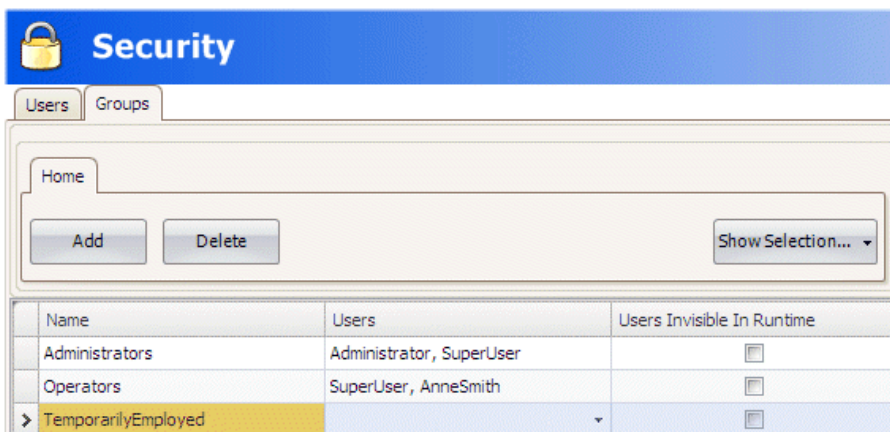 Security
Users Groups
Home
Add Delete Show Selection...
Name Users Users Invisible In Runtime
Administrators Administrator, SuperUser
Operators SuperUser, AnneSmith
TemporarilyEmployed